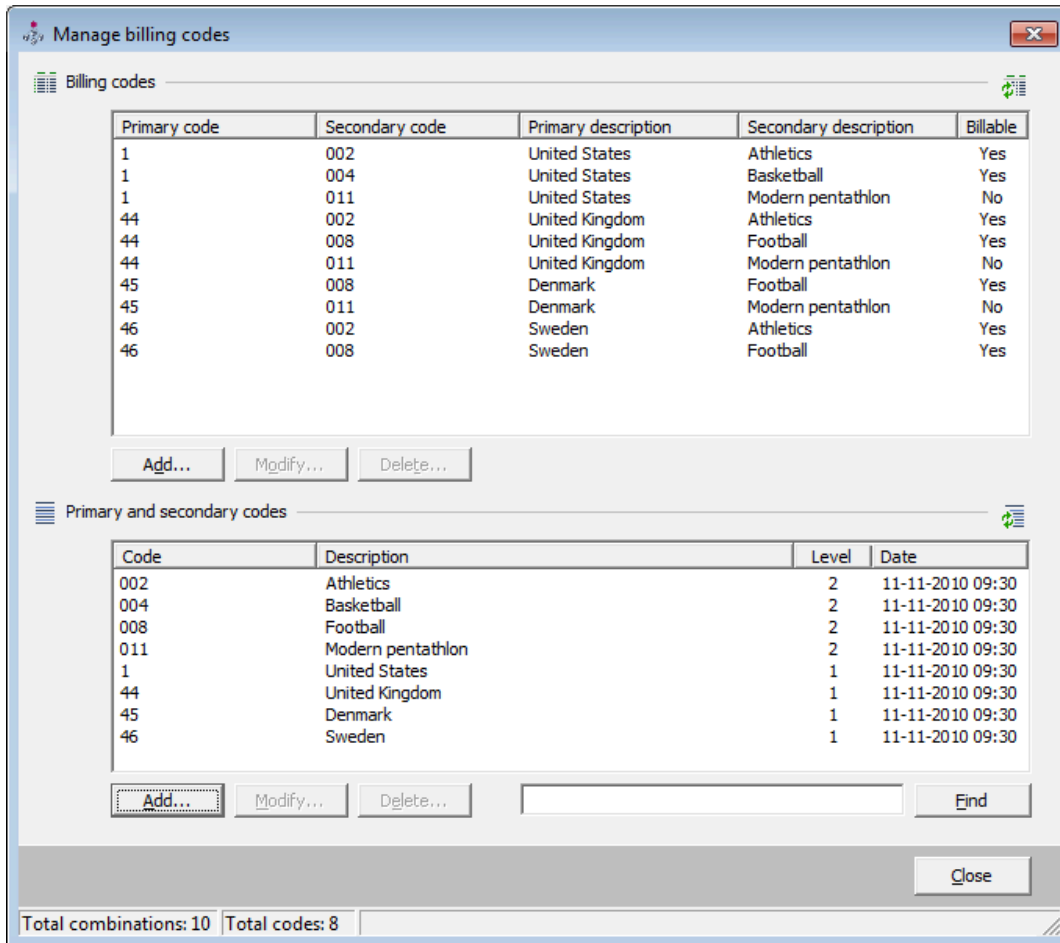 Manage billing codes
Billing codes
Primary code Secondary code Primary description Secondary description Billable
1 002 United States Athletics Yes
1 004 United States Basketball Yes
1 011 United States Modern pentathlon No
44 002 United Kingdom Athletics Yes
44 008 United Kingdom Football Yes
44 011 United Kingdom Modern pentathlon No
45 008 Denmark Football Yes
45 011 Denmark Modern pentathlon No
46 002 Sweden Athletics Yes
46 008 Sweden Football Yes
Add... Modify... Delete...
Primary and secondary codes
Code Description Level Date
002 Athletics 2 11-11-2010 09:30
004 Basketball 2 11-11-2010 09:30
008 Football 2 11-11-2010 09:30
011 Modern pentathlon 2 11-11-2010 09:30
1 United States 1 11-11-2010 09:30
44 United Kingdom 1 11-11-2010 09:30
45 Denmark 1 11-11-2010 09:30
46 Sweden 1 11-11-2010 09:30
Add... Modify... Delete... Find
Close
Total combinations: 10 Total codes: 8